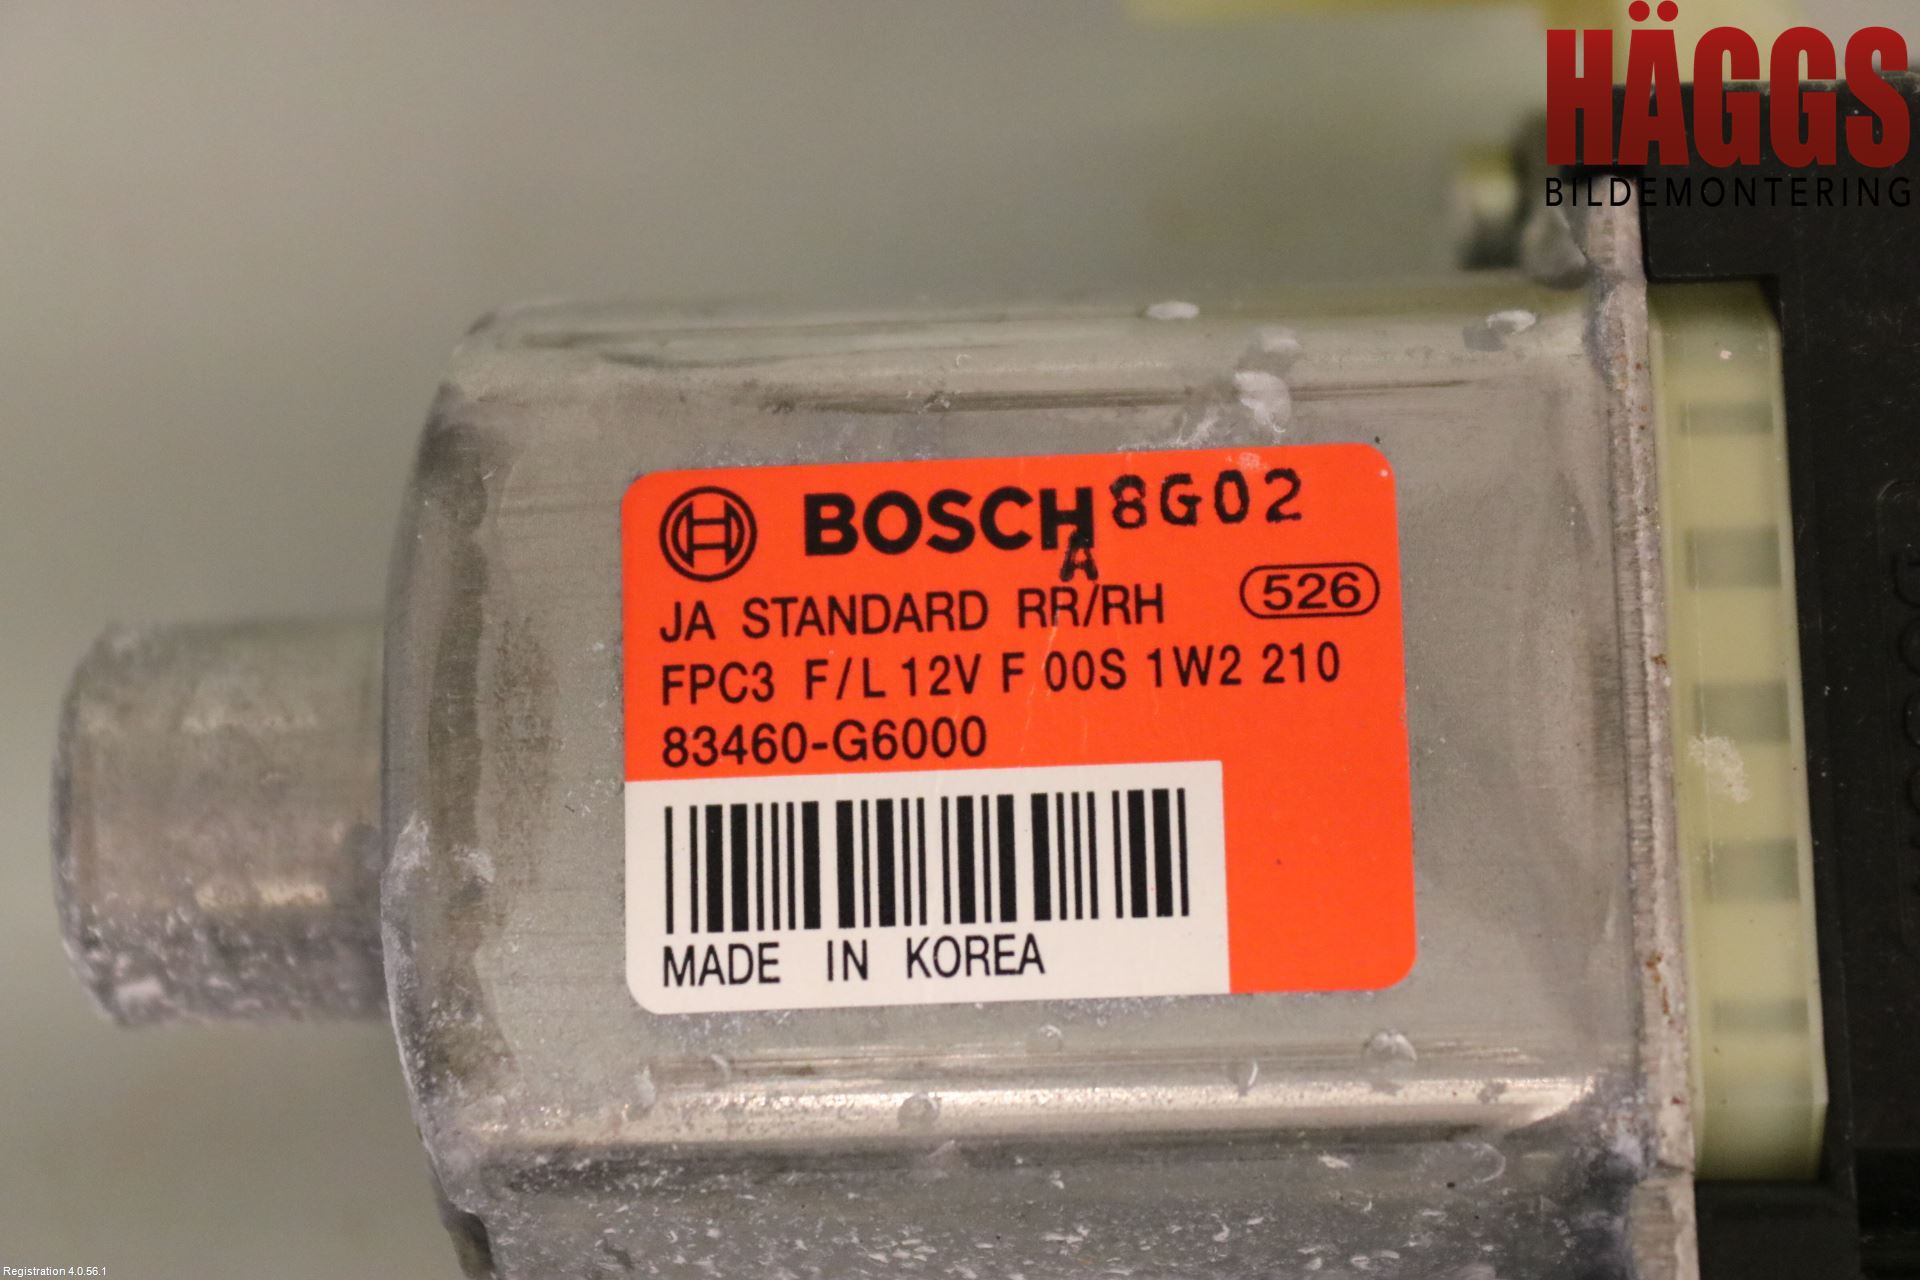 HÄGGS
BILDEMONTERING
BOSCH 8G02
A
JA STANDARD RR/RH 526
FPC3 F/L 12V F 00S 1W2 210
83460-G6000
MADE IN KOREA
Registration 4.0.56.1